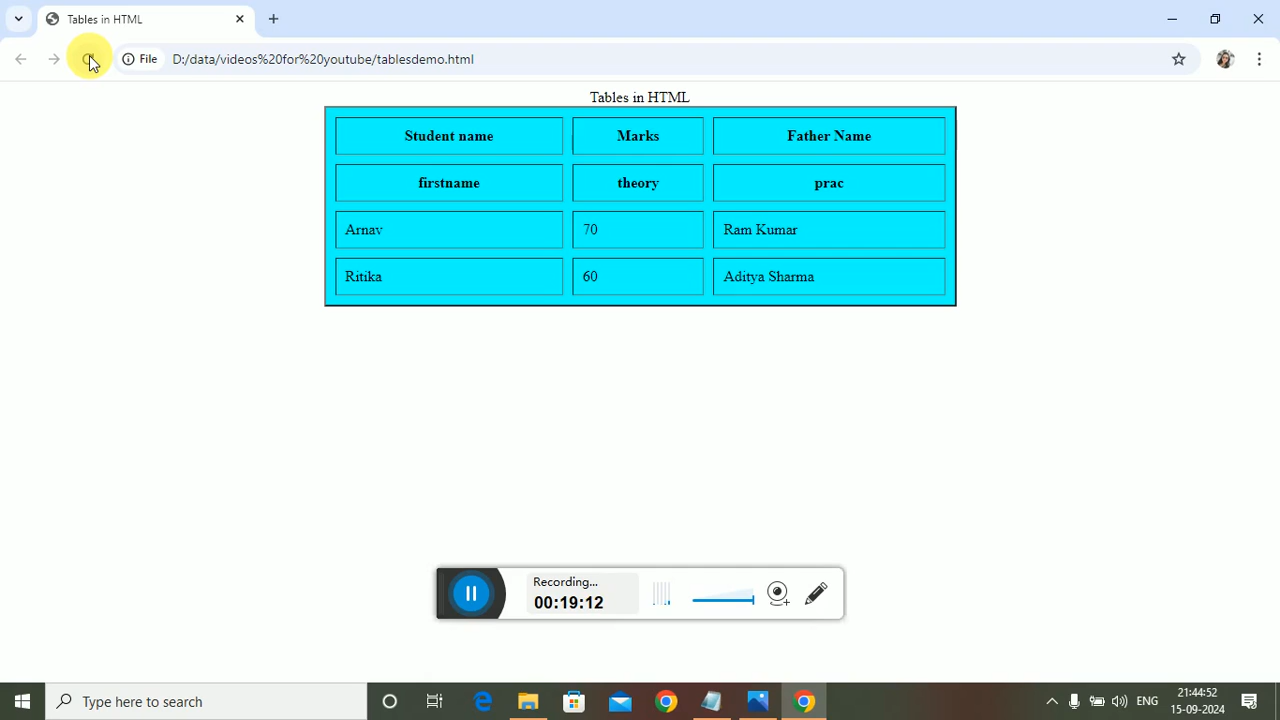 Tables in HTML
File D:/data/videos%20for%20youtube/tablesdemo.html
Tables in HTML
Student name Marks Father Name
firstname theory prac
Arnav 70 Ram Kumar
Ritika 60 Aditya Sharma
Recording...
00:19:12
Type here to search
ENG
21:44:52
15-09-2024